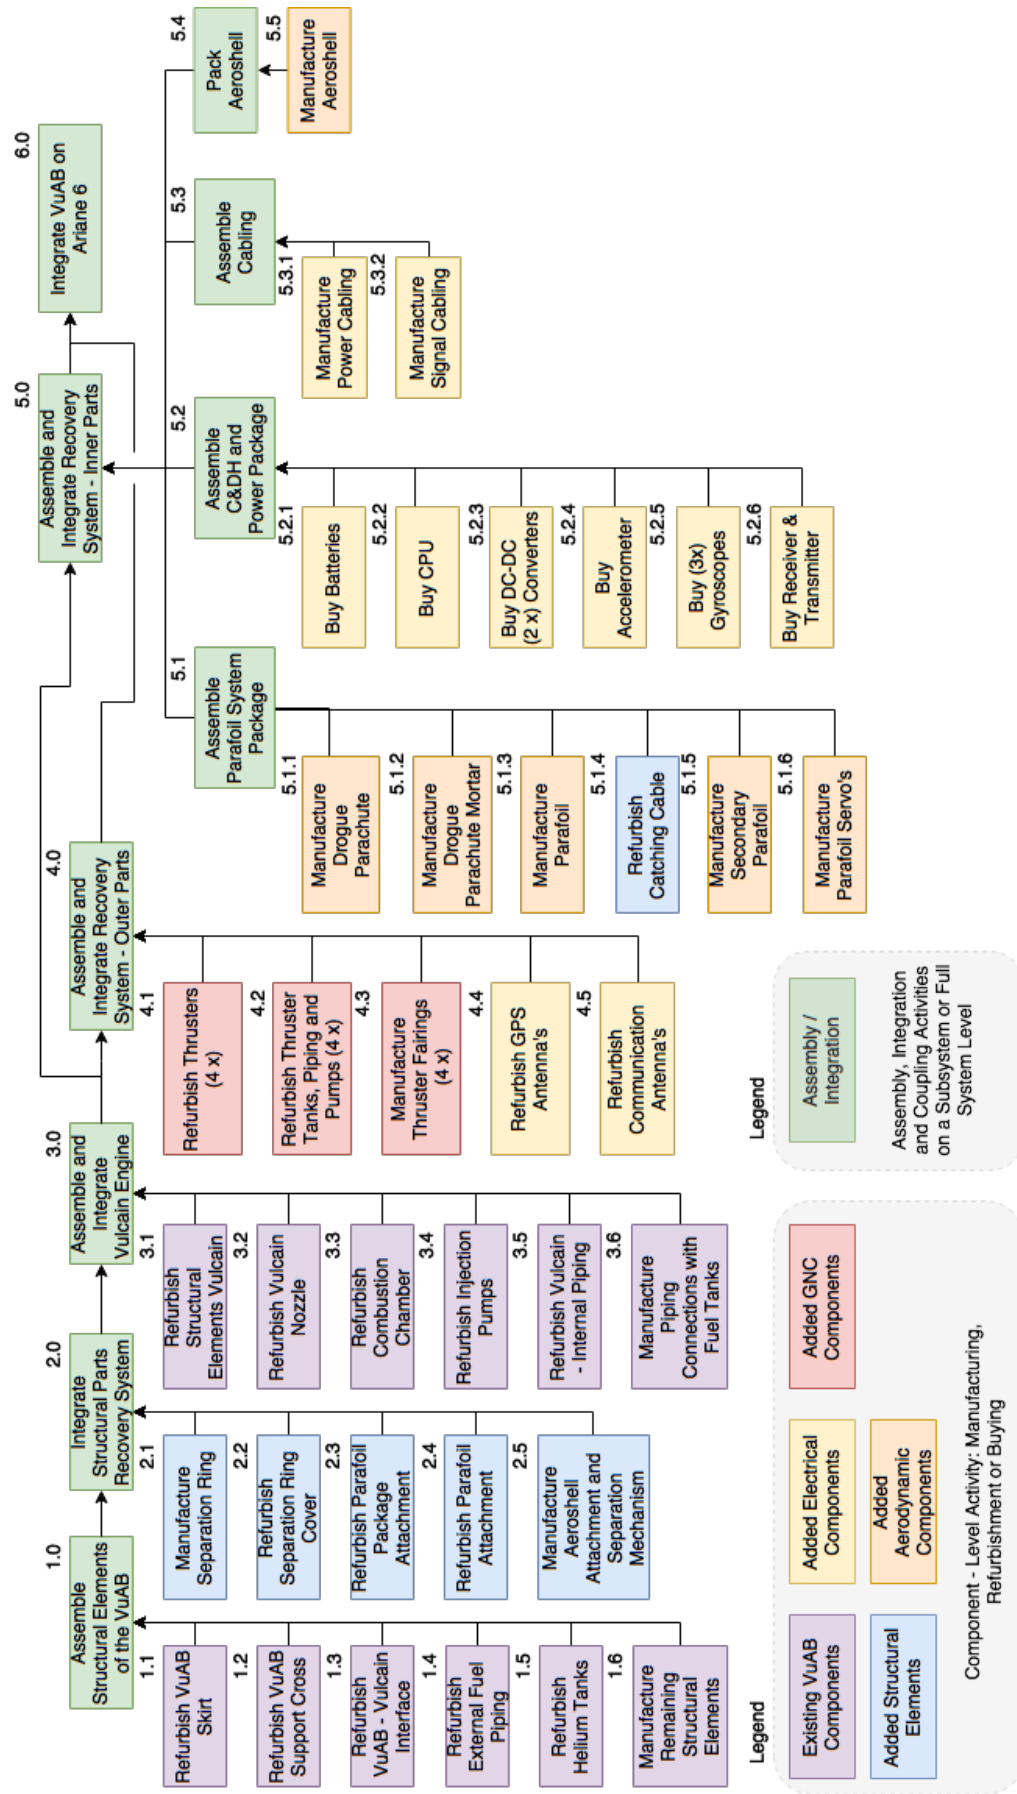 1.0
Assemble
Structural Elements
of the VuAB
1.1
Refurbish VuAB
Skirt
1.2
Refurbish VuAB
Support Cross
1.3
Refurbish
VuAB - Vulcain
Interface
1.4
Refurbish
External Fuel
Piping
1.5
Refurbish
Helium Tanks
1.6
Manufacture
Remaining
Structural
Elements
2.0
Integrate
Structural Parts
Recovery System
2.1
Manufacture
Separation Ring
2.2
Refurbish
Separation Ring
Cover
2.3
Refurbish Parafoil
Package
Attachment
2.4
Refurbish Parafoil
Attachment
2.5
Manufacture
Aeroshell
Attachment and
Separation
Mechanism
3.0
Assemble and
Integrate
Vulcain Engine
3.1
Refurbish
Structural
Elements Vulcain
3.2
Refurbish Vulcain
Nozzle
3.3
Refurbish
Combustion
Chamber
3.4
Refurbish Injection
Pumps
3.5
Refurbish Vulcain
- Internal Piping
3.6
Manufacture
Piping
Connections with
Fuel Tanks
4.0
Assemble and
Integrate Recovery
System - Outer Parts
4.1
Refurbish Thrusters
(4 x)
4.2
Refurbish Thruster
Tanks, Piping and
Pumps (4 x)
4.3
Manufacture
Thruster Fairings
(4 x)
4.4
Refurbish GPS
Antenna's
4.5
Refurbish
Communication
Antenna's
5.0
Assemble and
Integrate Recovery
System - Inner Parts
5.1
Assemble
Parafoil System
Package
5.1.1
Manufacture
Drogue
Parachute
5.1.2
Manufacture
Drogue
Parachute Mortar
5.1.3
Manufacture
Parafoil
5.1.4
Refurbish
Catching Cable
5.1.5
Manufacture
Secondary
Parafoil
5.1.6
Manufacture
Parafoil Servo's
5.2
Assemble
C&DH and
Power Package
5.2.1
Buy Batteries
5.2.2
Buy CPU
5.2.3
Buy DC-DC
(2 x) Converters
5.2.4
Buy
Accelerometer
5.2.5
Buy (3x)
Gyroscopes
5.2.6
Buy Receiver &
Transmitter
5.3
Assemble
Cabling
5.3.1
Manufacture
Power Cabling
5.3.2
Manufacture
Signal Cabling
5.4
Pack
Aeroshell
5.5
Manufacture
Aeroshell
6.0
Integrate VuAB on
Ariane 6
Legend
Existing VuAB
Components
Added Electrical
Components
Added GNC
Components
Added Structural
Elements
Added
Aerodynamic
Components
Component - Level Activity: Manufacturing,
Refurbishment or Buying
Legend
Assembly /
Integration
Assembly, Integration
and Coupling Activities
on a Subsystem or Full
System Level